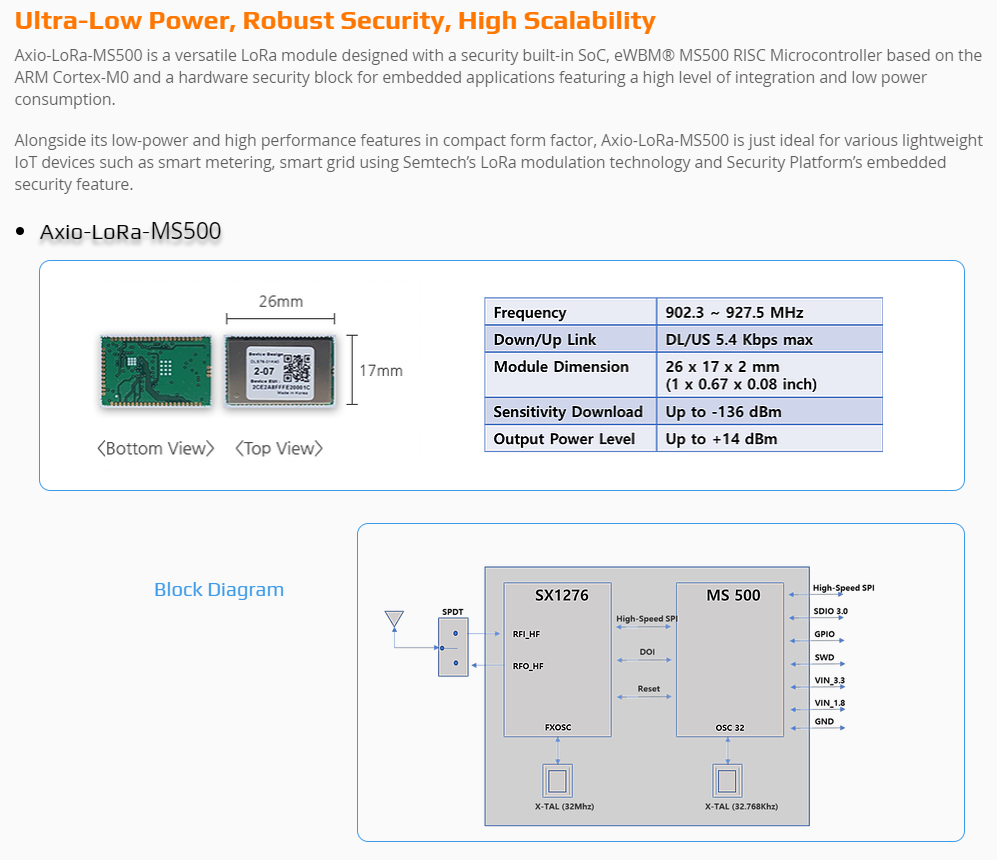 Ultra-Low Power, Robust Security, High Scalability
Axio-LoRa-MS500 is a versatile LoRa module designed with a security built-in SoC, eWBM® MS500 RISC Microcontroller based on the
ARM Cortex-M0 and a hardware security block for embedded applications featuring a high level of integration and low power
consumption.
Alongside its low-power and high performance features in compact form factor, Axio-LoRa-MS500 is just ideal for various lightweight
IoT devices such as smart metering, smart grid using Semtech's LoRa modulation technology and Security Platform's embedded
security feature.
• Axio-LoRa-MS500
26mm
17mm
Device Design
2-07
Device EUI :
Made in Korea
<Bottom View> <Top View>
Frequency 902.3 ~ 927.5 MHz
Down/Up Link DL/US 5.4 Kbps max
Module Dimension 26 x 17 x 2 mm
(1 x 0.67 x 0.08 inch)
Sensitivity Download Up to -136 dBm
Output Power Level Up to +14 dBm
Block Diagram
SPDT
SX1276
RFI_HF
RFO_HF
FXOSC
X-TAL (32Mhz)
High-Speed SPI
DOI
Reset
MS 500
OSC 32
X-TAL (32.768Khz)
High-Speed SPI
SDIO 3.0
GPIO
SWD
VIN_3.3
VIN_1.8
GND